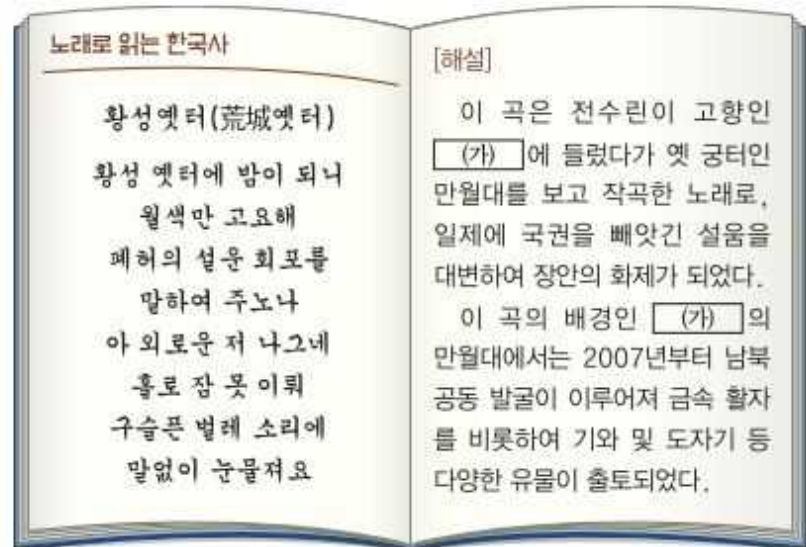 노래로 읽는 한국사
황성옛터(荒城옛터)
황성 옛터에 밤이 되니
월색만 고요해
폐허의 설운 회포를
말하여 주노나
아 외로운 저 나그네
홀로 잠 못 이뤄
구슬픈 벌레 소리에
말없이 눈물져요
[해설]
이 곡은 전수린이 고향인
(가) 에 들렀다가 옛 궁터인
만월대를 보고 작곡한 노래로,
일제에 국권을 빼앗긴 설움을
대변하여 장안의 화제가 되었다.
이 곡의 배경인 (가) 의
만월대에서는 2007년부터 남북
공동 발굴이 이루어져 금속 활자
를 비롯하여 기와 및 도자기 등
다양한 유물이 출토되었다.